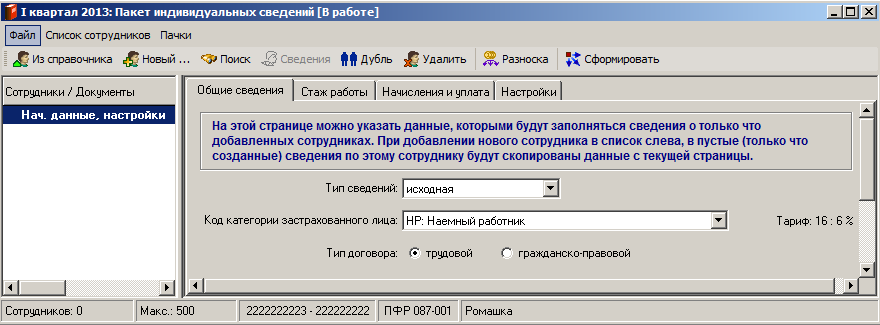 I квартал 2013: Пакет индивидуальных сведений [В работе]
Файл Список сотрудников Пачки
Из справочника Новый ... Поиск Сведения Дубль Удалить Разноска Сформировать
Сотрудники / Документы
Нач. данные, настройки
Общие сведения Стаж работы Начисления и уплата Настройки
На этой странице можно указать данные, которыми будут заполняться сведения о только что
добавленных сотрудниках. При добавлении нового сотрудника в список слева, в пустые (только что
созданные) сведения по этому сотруднику будут скопированы данные с текущей страницы.
Тип сведений: исходная
Код категории застрахованного лица: НР: Наемный работник Тариф: 16 : 6 %
Тип договора: трудовой гражданско-правовой
Сотрудников: 0 Макс.: 500 2222222223 - 222222222 ПФР 087-001 Ромашка